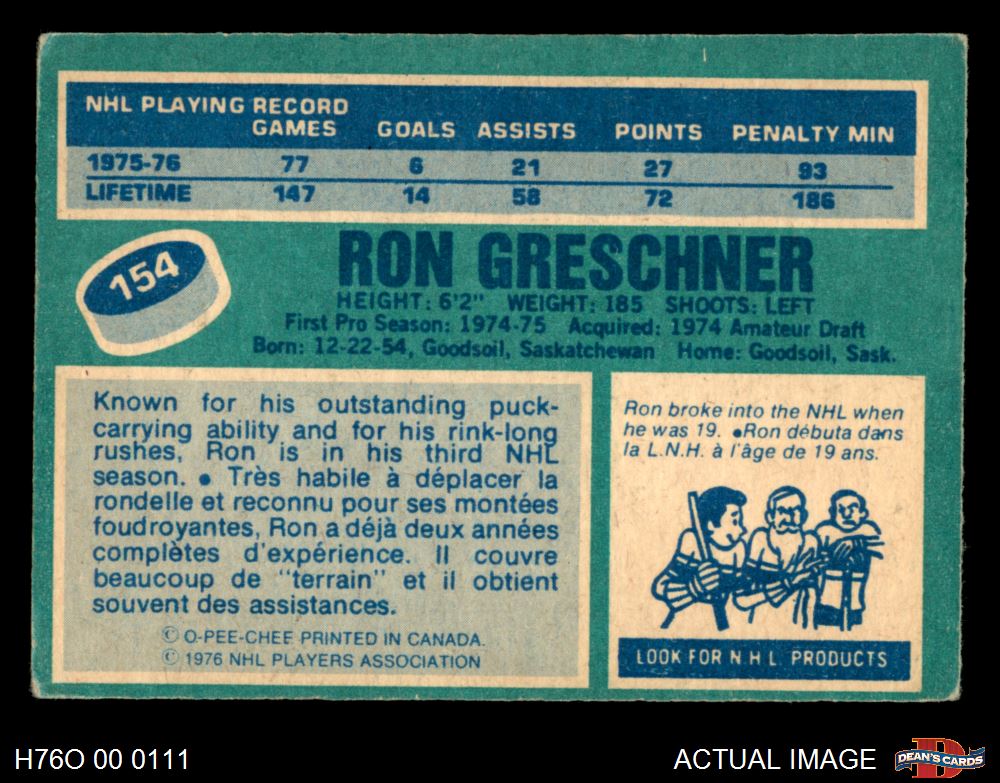 NHL PLAYING RECORD
GAMES GOALS ASSISTS POINTS PENALTY MIN
1975-76 77 6 21 27 93
LIFETIME 147 14 58 72 186
154
RON GRESCHNER
HEIGHT: 6'2" WEIGHT: 185 SHOOTS: LEFT
First Pro Season: 1974-75 Acquired: 1974 Amateur Draft
Born: 12-22-54, Goodsoil, Saskatchewan Home: Goodsoil, Sask.
Known for his outstanding puck-
carrying ability and for his rink-long
rushes, Ron is in his third NHL
season. • Très habile à déplacer la
rondelle et reconnu pour ses montées
foudroyantes, Ron a déjà deux années
complètes d'expérience. Il couvre
beaucoup de "terrain" et il obtient
souvent des assistances.
© O-PEE-CHEE PRINTED IN CANADA.
© 1976 NHL PLAYERS ASSOCIATION
Ron broke into the NHL when
he was 19. •Ron débuta dans
la L.N.H. à l'âge de 19 ans.
LOOK FOR N.H.L. PRODUCTS
H76O 00 0111
ACTUAL IMAGE
D
DEAN'S CARDS